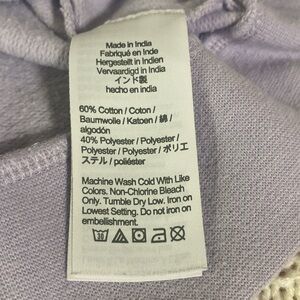 Made in India
Fabriqué en Inde
Hergestellt in Indien
Vervaardigd in India
インド製
hecho en india
60% Cotton / Coton /
Baumwolle / Katoen / 綿 /
algodón
40% Polyester / Polyester /
Polyester / Polyester / ポリエ
ステル / poliéster
Machine Wash Cold With Like
Colors. Non-Chlorine Bleach
Only. Tumble Dry Low. Iron on
Lowest Setting. Do not iron on
embellishment.
30